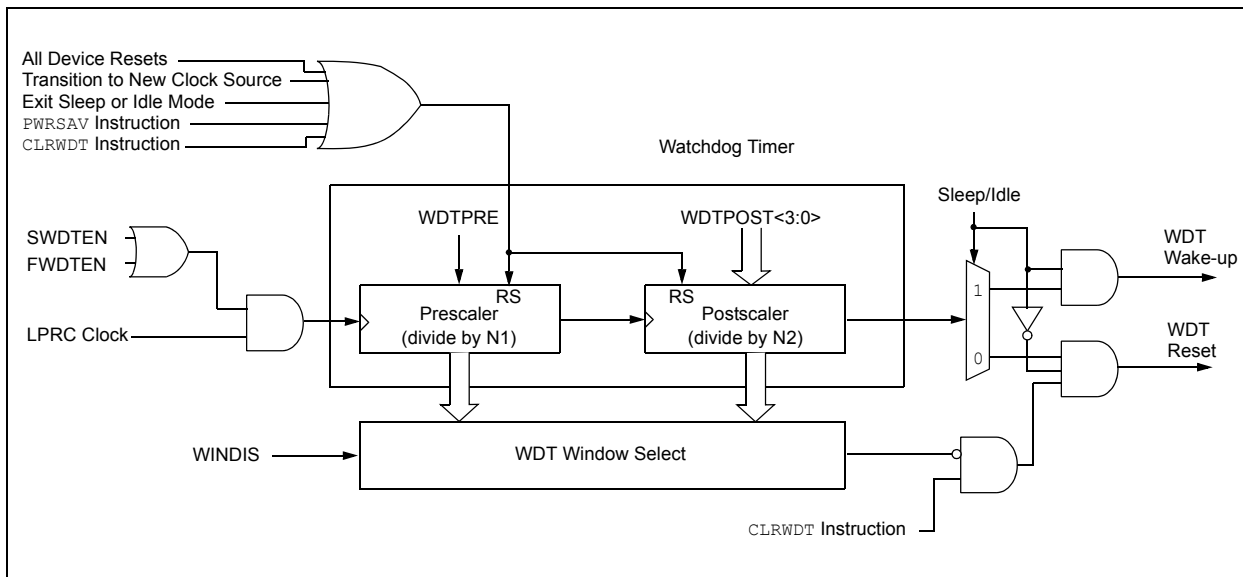 All Device Resets
Transition to New Clock Source
Exit Sleep or Idle Mode
PWRSAV Instruction
CLRWDT Instruction
Watchdog Timer
Sleep/Idle
WDTPRE
WDTPOST<3:0>
SWDTEN
FWDTEN
WDT
Wake-up
RS
RS
Prescaler
(divide by N1)
Postscaler
(divide by N2)
1
0
LPRC Clock
WDT
Reset
WINDIS
WDT Window Select
CLRWDT Instruction